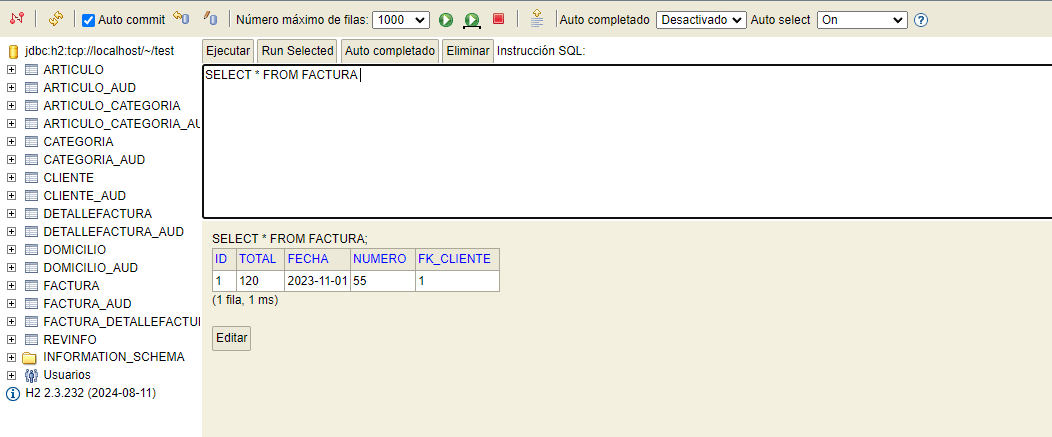 Auto commit Número máximo de filas: 1000 Auto completado Desactivado Auto select On
jdbc:h2:tcp://localhost/~/test
ARTICULO
ARTICULO_AUD
ARTICULO_CATEGORIA
ARTICULO_CATEGORIA_AU
CATEGORIA
CATEGORIA_AUD
CLIENTE
CLIENTE_AUD
DETALLEFACTURA
DETALLEFACTURA_AUD
DOMICILIO
DOMICILIO_AUD
FACTURA
FACTURA_AUD
FACTURA_DETALLEFACTUI
REVINFO
INFORMATION_SCHEMA
Usuarios
H2 2.3.232 (2024-08-11)
Ejecutar Run Selected Auto completado Eliminar Instrucción SQL:
SELECT * FROM FACTURA
SELECT * FROM FACTURA;
ID TOTAL FECHA NUMERO FK_CLIENTE
1 120 2023-11-01 55 1
(1 fila, 1 ms)
Editar